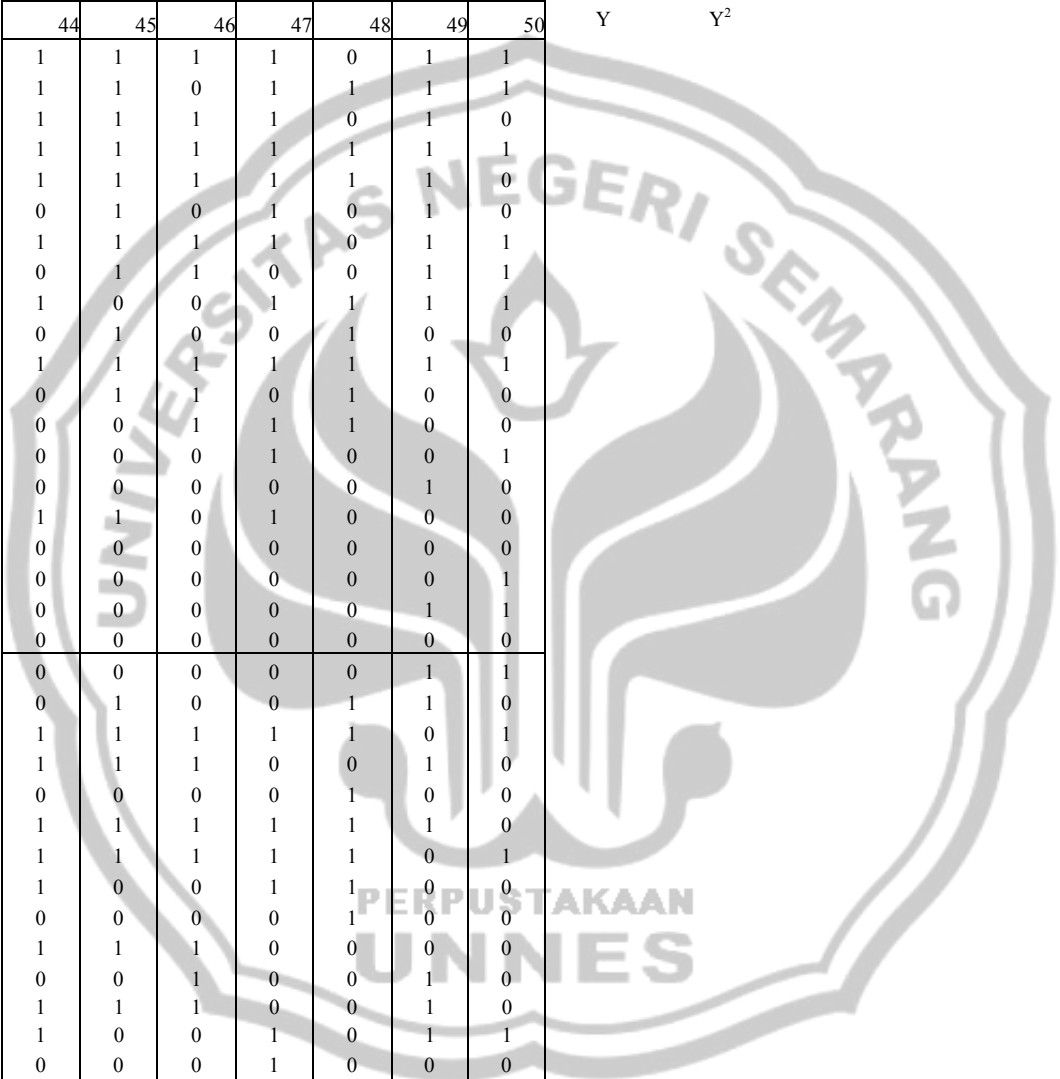 44 45 46 47 48 49 50 Y Y²
1 1 1 1 0 1 1
1 1 0 1 1 1 1
1 1 1 1 0 1 0
1 1 1 1 1 1 1
1 1 1 1 1 1 0
0 1 0 1 0 1 0
1 1 1 1 0 1 1
0 1 1 0 0 1 1
1 0 0 1 1 1 1
0 1 0 0 1 0 0
1 1 1 1 1 1 1
0 1 1 0 1 0 0
0 0 1 1 1 0 0
0 0 0 1 0 0 1
0 0 0 0 0 1 0
1 1 0 1 0 0 0
0 0 0 0 0 0 0
0 0 0 0 0 0 1
0 0 0 0 0 1 1
0 0 0 0 0 0 0
0 0 0 0 0 1 1
0 1 0 0 1 1 0
1 1 1 1 1 0 1
1 1 1 0 0 1 0
0 0 0 0 1 0 0
1 1 1 1 1 1 0
1 1 1 1 1 0 1
1 0 0 1 1 0 0
0 0 0 0 1 0 0
1 1 1 0 0 0 0
0 0 1 0 0 1 0
1 1 1 0 0 1 0
1 0 0 1 0 1 1
0 0 0 1 0 0 0
UNIVERSITAS NEGERI SEMARANG
PERPUSTAKAAN
UNNES